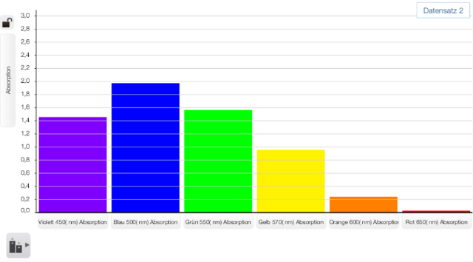 Datensatz 2
3,0
2,8
2,6
2,4
2,2
2,0
1,8
1,6
1,4
1,2
1,0
0,8
0,6
0,4
0,2
0,0
Absorption
Violett 450( nm) Absorption
Blau 500( nm) Absorption
Grün 550( nm) Absorption
Gelb 570( nm) Absorption
Orange 600( nm) Absorption
Rot 650( nm) Absorption